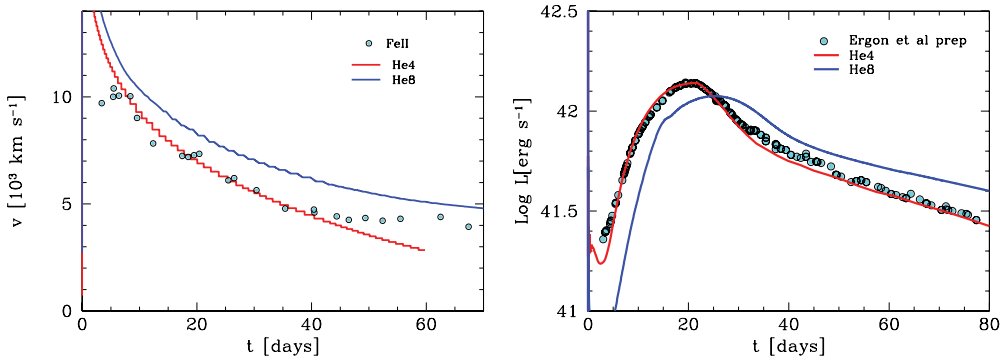 FeII
He4
He8
10
5
0
v [10³ km s⁻¹]
0
20
40
60
t [days]
Ergon et al prep
He4
He8
42.5
42
41.5
41
Log L[erg s⁻¹]
0
20
40
60
80
t [days]